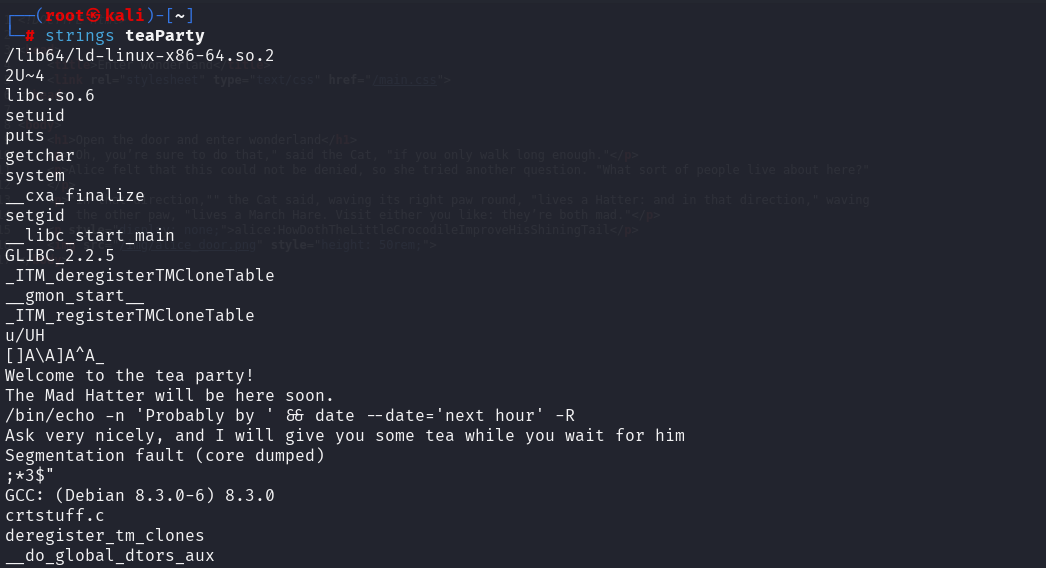 ┌──(root㉿kali)-[~]
└─# strings teaParty
/lib64/ld-linux-x86-64.so.2
2U~4
libc.so.6
setuid
puts
getchar
system
__cxa_finalize
setgid
__libc_start_main
GLIBC_2.2.5
_ITM_deregisterTMCloneTable
__gmon_start__
_ITM_registerTMCloneTable
u/UH
[]A\A]A^A_
Welcome to the tea party!
The Mad Hatter will be here soon.
/bin/echo -n 'Probably by ' && date --date='next hour' -R
Ask very nicely, and I will give you some tea while you wait for him
Segmentation fault (core dumped)
;*3$"
GCC: (Debian 8.3.0-6) 8.3.0
crtstuff.c
deregister_tm_clones
__do_global_dtors_aux